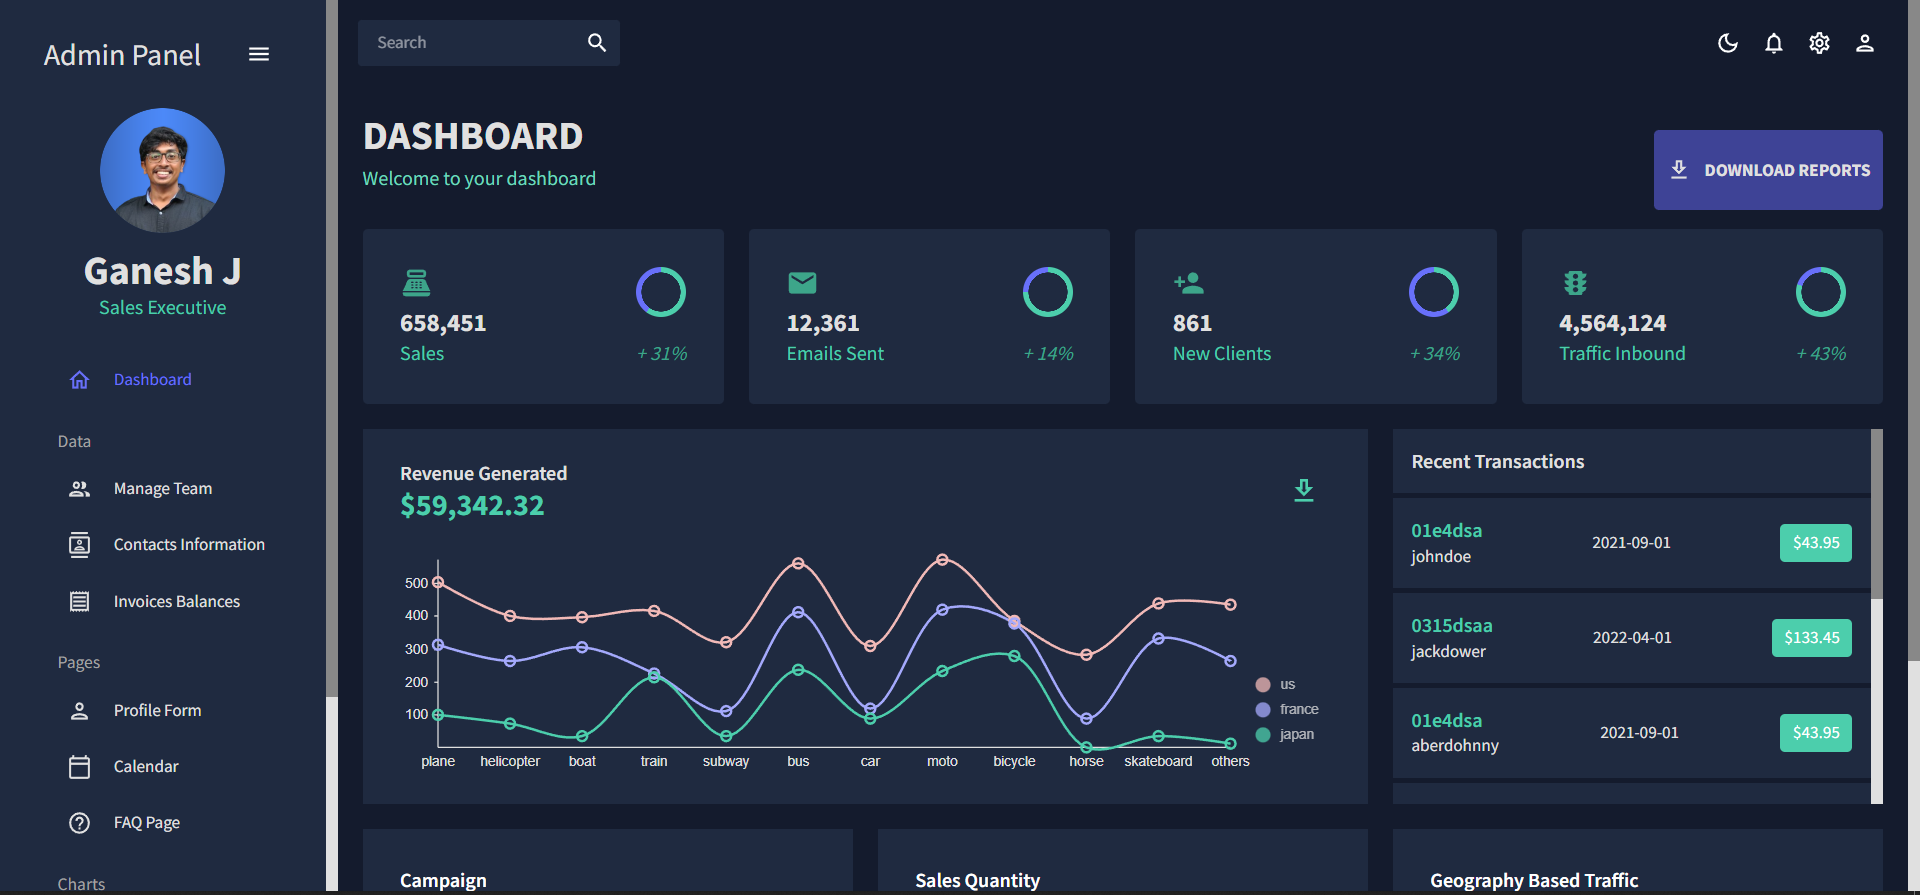 Admin Panel
Search
Ganesh J
Sales Executive
Dashboard
Data
Manage Team
Contacts Information
Invoices Balances
Pages
Profile Form
Calendar
FAQ Page
Charts
DASHBOARD
Welcome to your dashboard
DOWNLOAD REPORTS
658,451
Sales
+31%
12,361
Emails Sent
+14%
861
New Clients
+34%
4,564,124
Traffic Inbound
+43%
Revenue Generated
$59,342.32
500
400
300
200
100
plane helicopter boat train subway bus car moto bicycle horse skateboard others
us
france
japan
Recent Transactions
01e4dsa
johndoe
2021-09-01
$43.95
0315dsaa
jackdower
2022-04-01
$133.45
01e4dsa
aberdohnny
2021-09-01
$43.95
Campaign
Sales Quantity
Geography Based Traffic